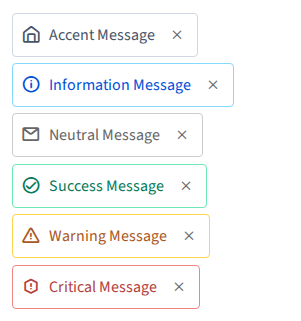 Accent Message
Information Message
Neutral Message
Success Message
Warning Message
Critical Message